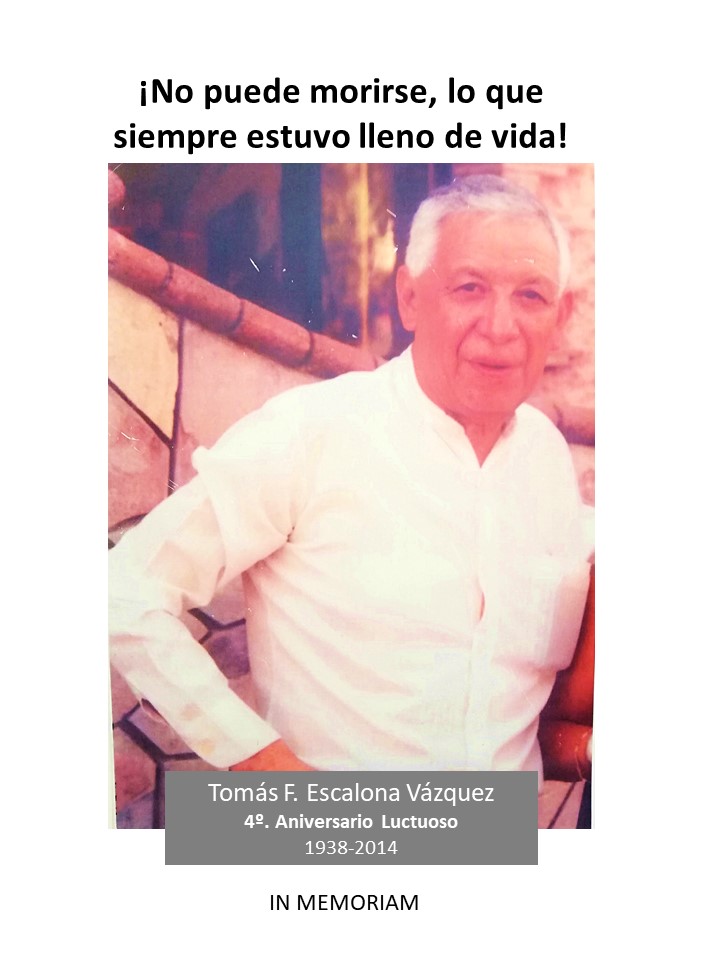 ¡No puede morirse, lo que
siempre estuvo lleno de vida!
Tomás F. Escalona Vázquez
4º. Aniversario Luctuoso
1938-2014
IN MEMORIAM